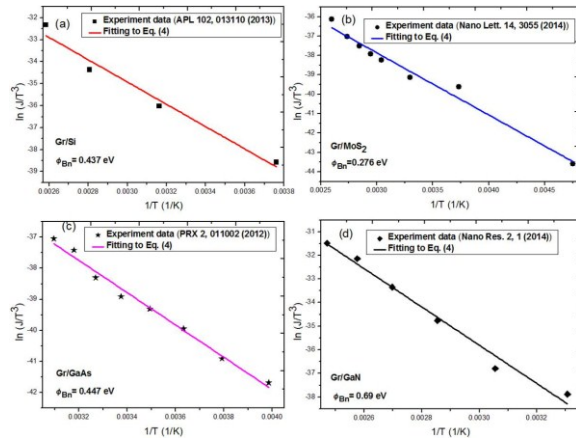 (a)
Experiment data (APL 102, 013110 (2013))
Fitting to Eq. (4)
-32
-33
-34
-35
-36
-37
-38
-39
ln (J/T³)
Gr/Si
ϕBn= 0.437 eV
0.0026 0.0028 0.0030 0.0032 0.0034 0.0036 0.0038
1/T (1/K)
(b)
Experiment data (Nano Lett. 14, 3055 (2014))
Fitting to Eq. (4)
-36
-37
-38
-39
-40
-41
-42
-43
-44
ln (J/T³)
Gr/MoS₂
ϕBn=0.276 eV
0.0025 0.0030 0.0035 0.0040 0.0045
1/T (1/K)
(c)
Experiment data (PRX 2, 011002 (2012))
Fitting to Eq. (4)
-37
-38
-39
-40
-41
-42
ln (J/T³)
Gr/GaAs
ϕBn= 0.447 eV
0.0032 0.0034 0.0036 0.0038 0.0040
1/T (1/K)
(d)
Experiment data (Nano Res. 2, 1 (2014))
Fitting to Eq. (4)
-31
-32
-33
-34
-35
-36
-37
-38
ln (J/T³)
Gr/GaN
ϕBn= 0.69 eV
0.0026 0.0028 0.0030 0.0032
1/T (1/K)